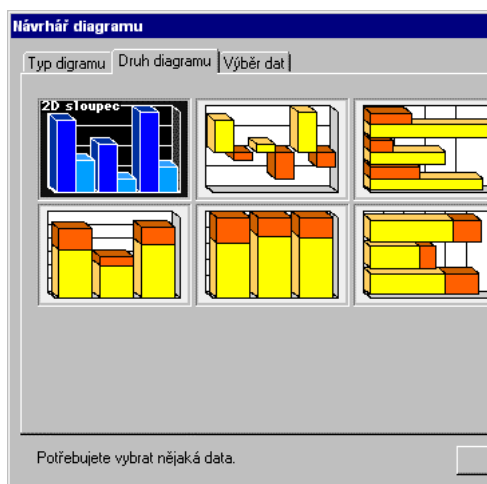 Návrhář diagramu
Typ digramu Druh diagramu Výběr dat
2D sloupec
Potřebujete vybrat nějaká data.